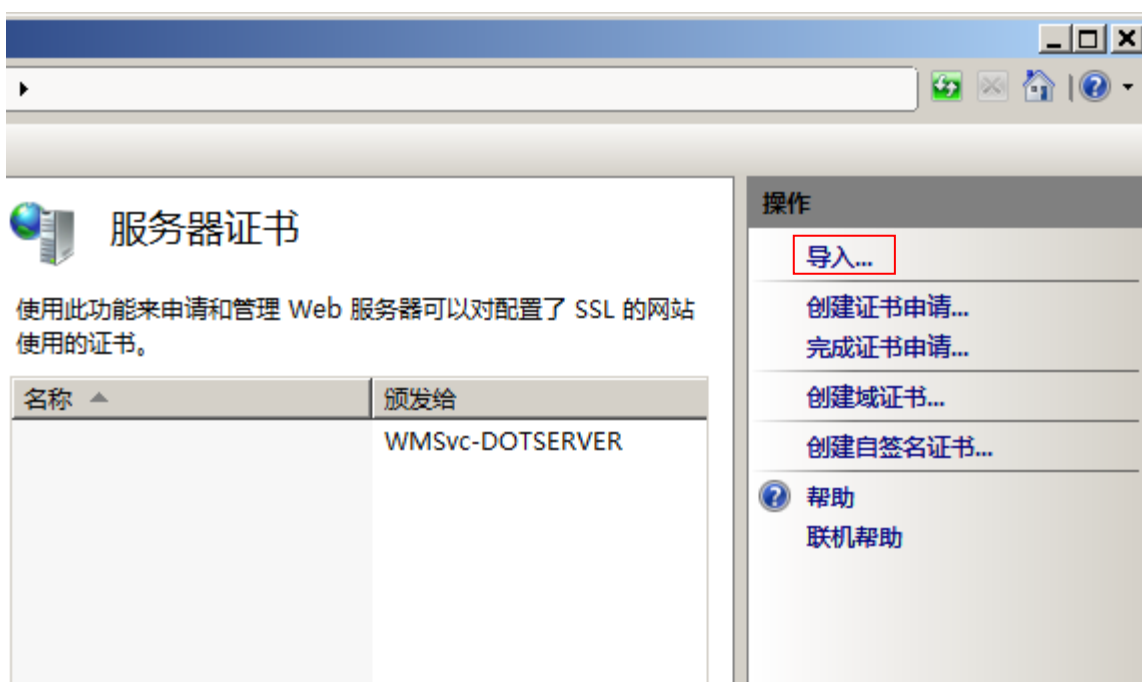 服务器证书
使用此功能来申请和管理 Web 服务器可以对配置了 SSL 的网站
使用的证书。
名称
颁发给
WMSvc-DOTSERVER
操作
导入...
创建证书申请...
完成证书申请...
创建域证书...
创建自签名证书...
帮助
联机帮助